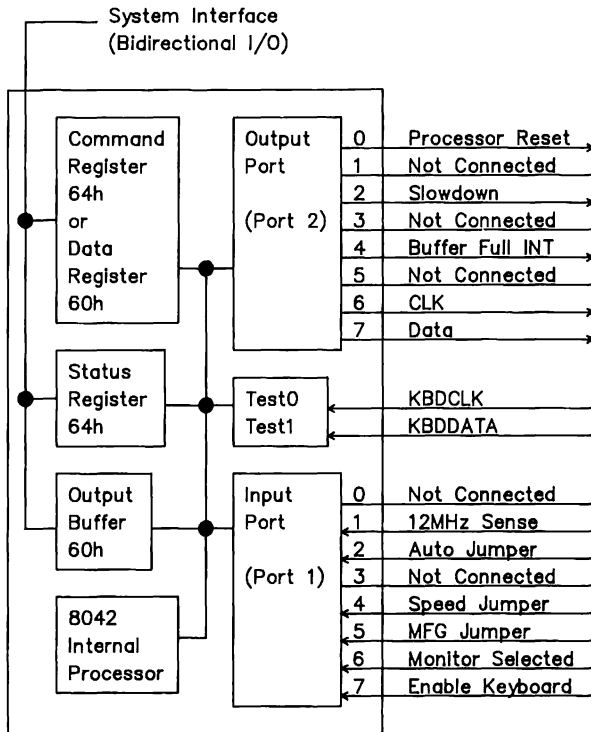 System Interface
(Bidirectional I/O)
Command
Register
64h
or
Data
Register
60h
Output
Port
(Port 2)
0 Processor Reset
1 Not Connected
2 Slowdown
3 Not Connected
4 Buffer Full INT
5 Not Connected
6 CLK
7 Data
Status
Register
64h
Test0
Test1
KBDCLK
KBDDATA
Output
Buffer
60h
Input
Port
(Port 1)
0 Not Connected
1 12MHz Sense
2 Auto Jumper
3 Not Connected
4 Speed Jumper
5 MFG Jumper
6 Monitor Selected
7 Enable Keyboard
8042
Internal
Processor